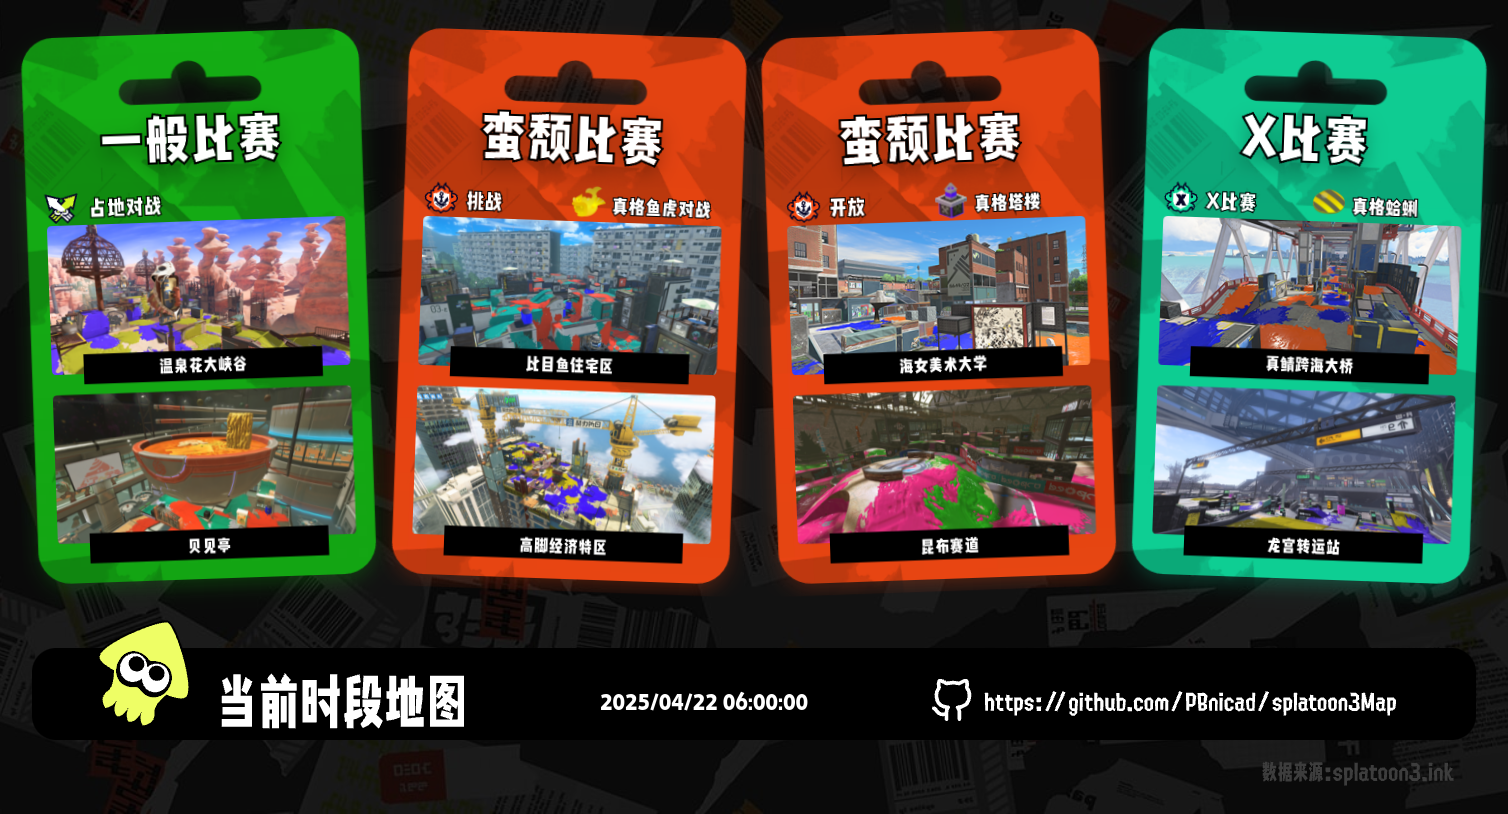 一般比赛
占地对战
温泉花大峡谷
贝见亭
蛮颓比赛
挑战
真格鱼虎对战
比目鱼住宅区
高脚经济特区
蛮颓比赛
开放
真格塔楼
海女美术大学
昆布赛道
X比赛
X比赛
真格蛤蜊
真鲭跨海大桥
龙宫转运站
当前时段地图
2025/04/22 06:00:00
https://github.com/PBnicad/splatoon3Map
数据来源:splatoon3.ink